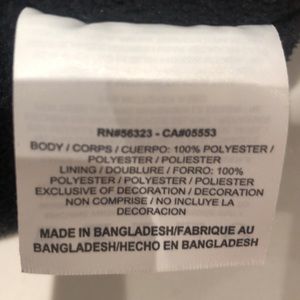 RN#56323 - CA#05553
BODY / CORPS / CUERPO: 100% POLYESTER /
POLYESTER / POLIESTER
LINING / DOUBLURE / FORRO: 100%
POLYESTER / POLYESTER / POLIESTER
EXCLUSIVE OF DECORATION / DECORATION
NON COMPRISE / NO INCLUYE LA
DECORACION
MADE IN BANGLADESH/FABRIQUE AU
BANGLADESH/HECHO EN BANGLADESH